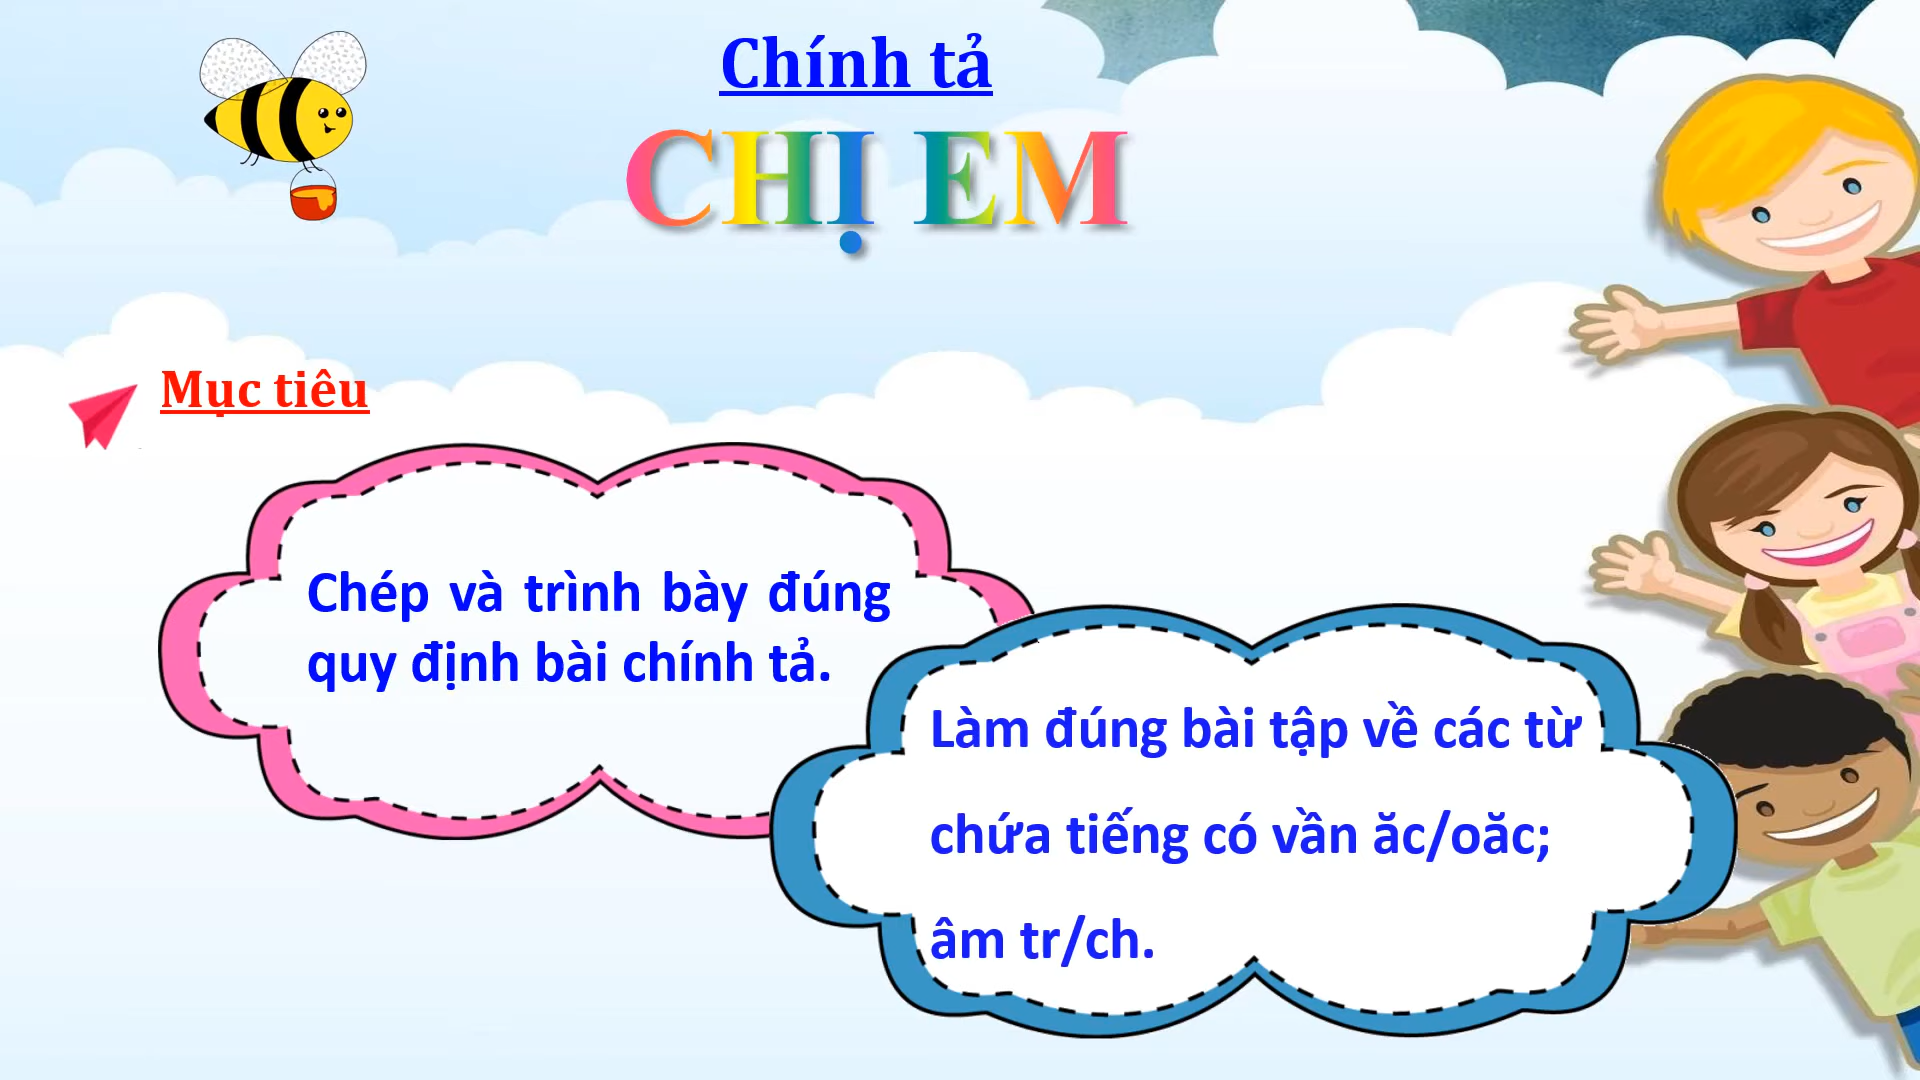 Chính tả
CHỊ EM
Mục tiêu
Chép và trình bày đúng
quy định bài chính tả.
Làm đúng bài tập về các từ
chứa tiếng có vần ăc/oăc;
âm tr/ch.